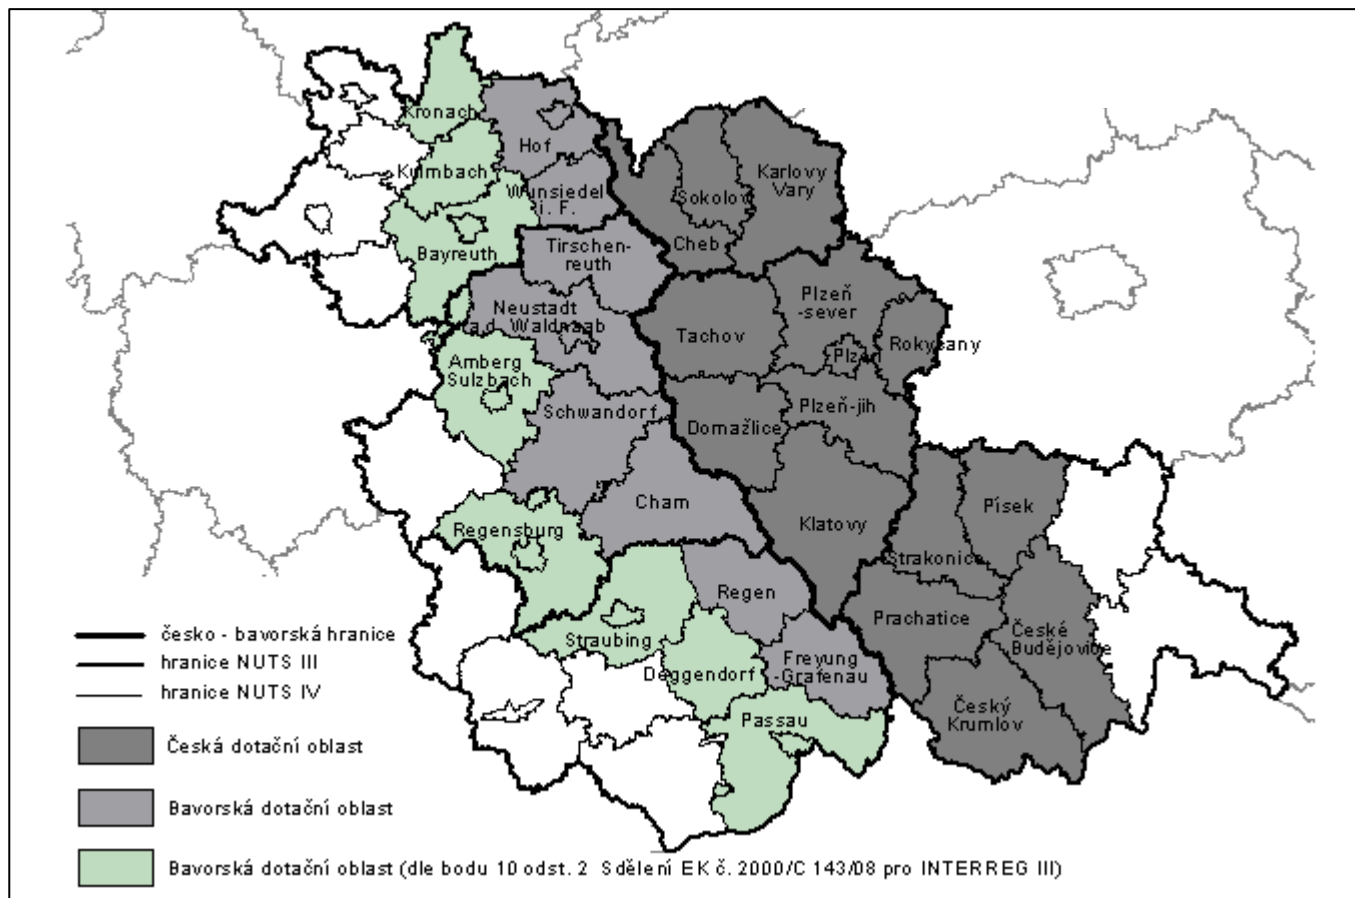 Kronach
Hof
Kulmbach
Wunsiedel
i. F.
Karlovy
Vary
Sokolov
Cheb
Bayreuth
Tirschen-
reuth
Neustadt
a.d. Waldnaab
Plzeň
-sever
Tachov
Plzeň
Rokycany
Amberg
Sulzbach
Schwandorf
Domažlice
Plzeň-jih
Cham
Klatovy
Písek
Regensburg
Strakonice
Regen
Prachatice
Straubing
České
Budějovice
Deggendorf
Freyung
-Grafenau
Passau
Český
Krumlov
česko - bavorská hranice
hranice NUTS III
hranice NUTS IV
Česká dotační oblast
Bavorská dotační oblast
Bavorská dotační oblast (dle bodu 10 odst. 2 Sdělení EK č. 2000/C 143/08 pro INTERREG III)